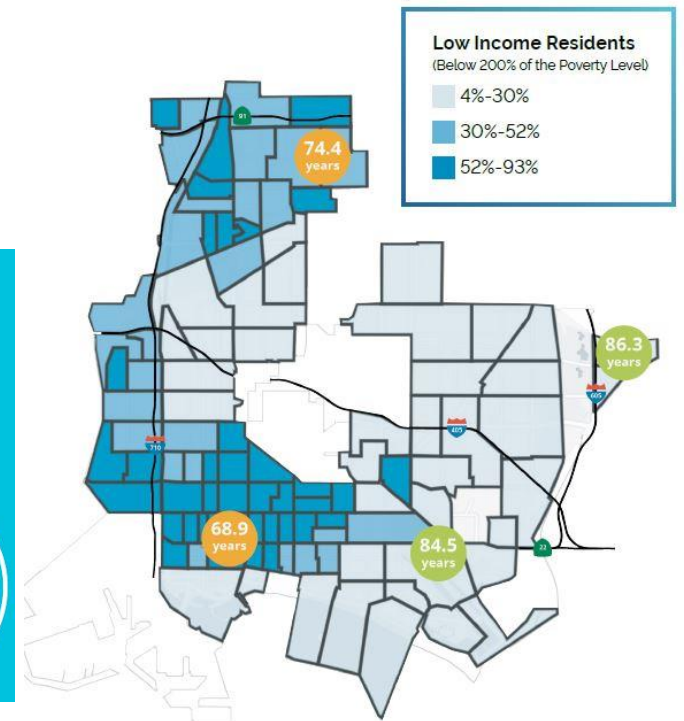 Low Income Residents
(Below 200% of the Poverty Level)
4%-30%
30%-52%
52%-93%
91
74.4
years
86.3
years
605
405
710
68.9
years
84.5
years
22